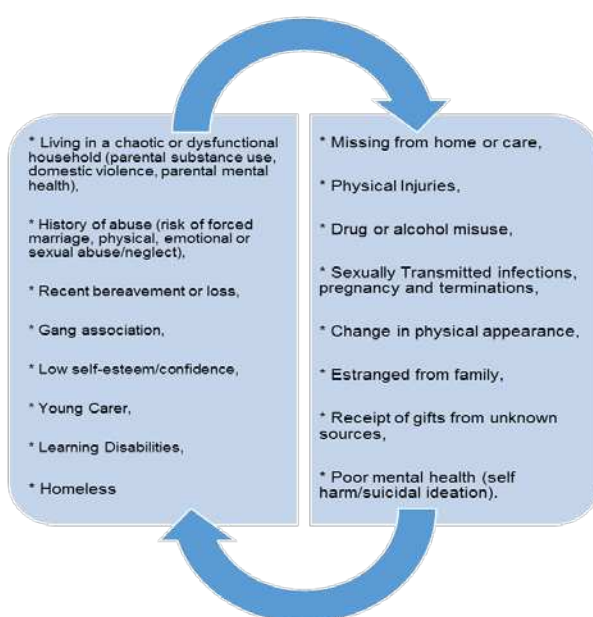 * Living in a chaotic or dysfunctional
household (parental substance use,
domestic violence, parental mental
health),
* History of abuse (risk of forced
marriage, physical, emotional or
sexual abuse/neglect),
* Recent bereavement or loss,
* Gang association,
* Low self-esteem/confidence,
* Young Carer,
* Learning Disabilities,
* Homeless
* Missing from home or care,
* Physical Injuries,
* Drug or alcohol misuse,
* Sexually Transmitted infections,
pregnancy and terminations,
* Change in physical appearance,
* Estranged from family,
* Receipt of gifts from unknown
sources,
* Poor mental health (self
harm/suicidal ideation).